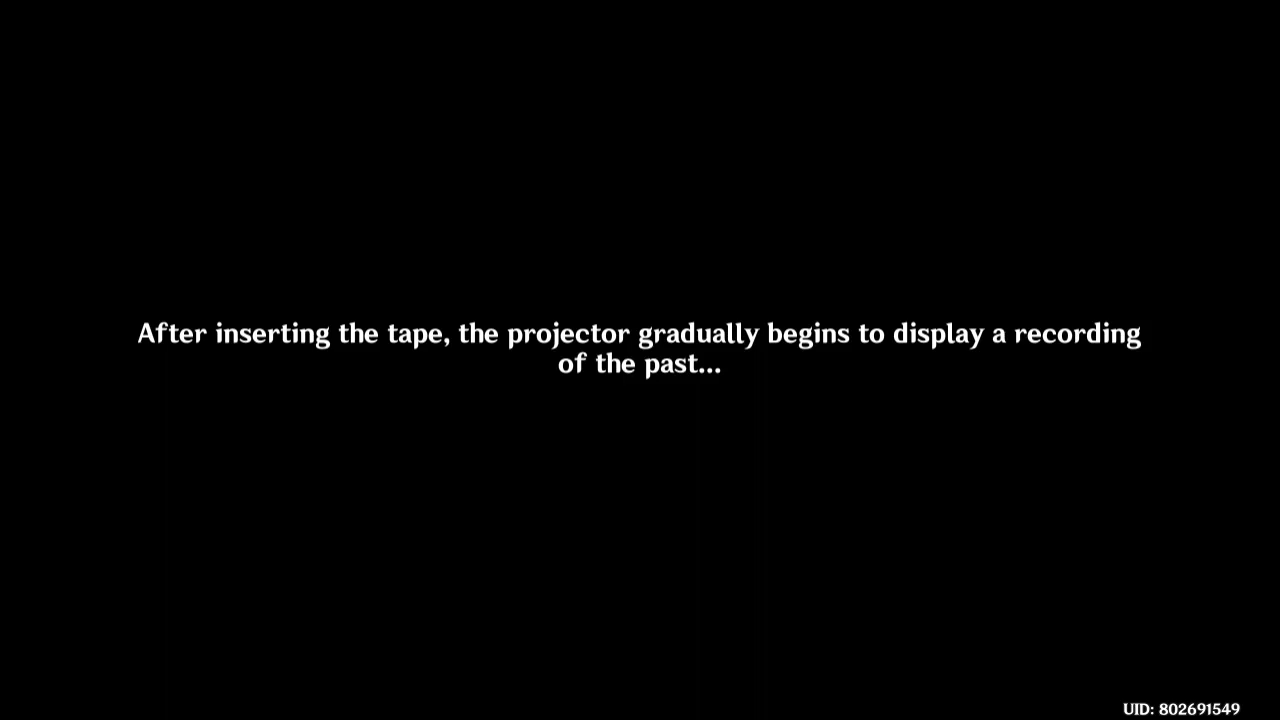 After inserting the tape, the projector gradually begins to display a recording
of the past...
UID: 802691549